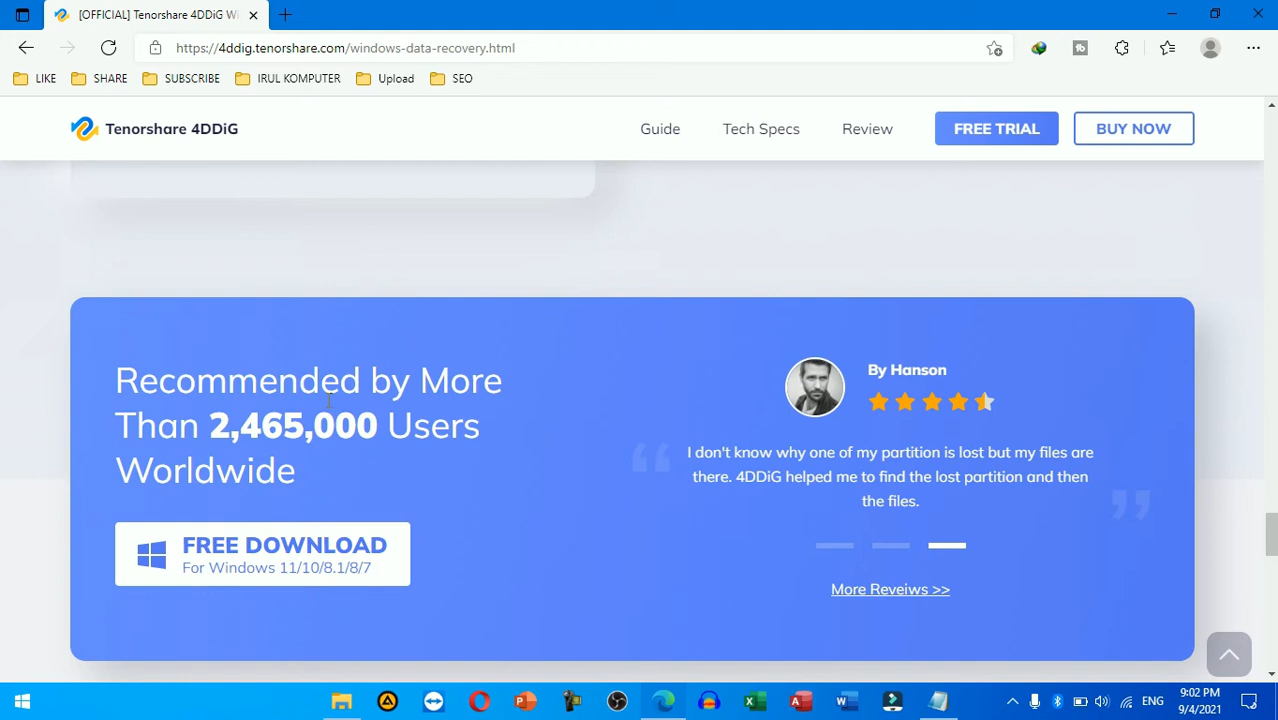 [OFFICIAL] Tenorshare 4DDiG Wi
https://4ddig.tenorshare.com/windows-data-recovery.html
LIKE SHARE SUBSCRIBE IRUL KOMPUTER Upload SEO
Tenorshare 4DDiG Guide Tech Specs Review FREE TRIAL BUY NOW
Recommended by More
Than 2,465,000 Users
Worldwide
FREE DOWNLOAD
For Windows 11/10/8.1/8/7
By Hanson
“ I don't know why one of my partition is lost but my files are
there. 4DDiG helped me to find the lost partition and then
the files. ”
More Reveiws >>
ENG
9:02 PM
9/4/2021